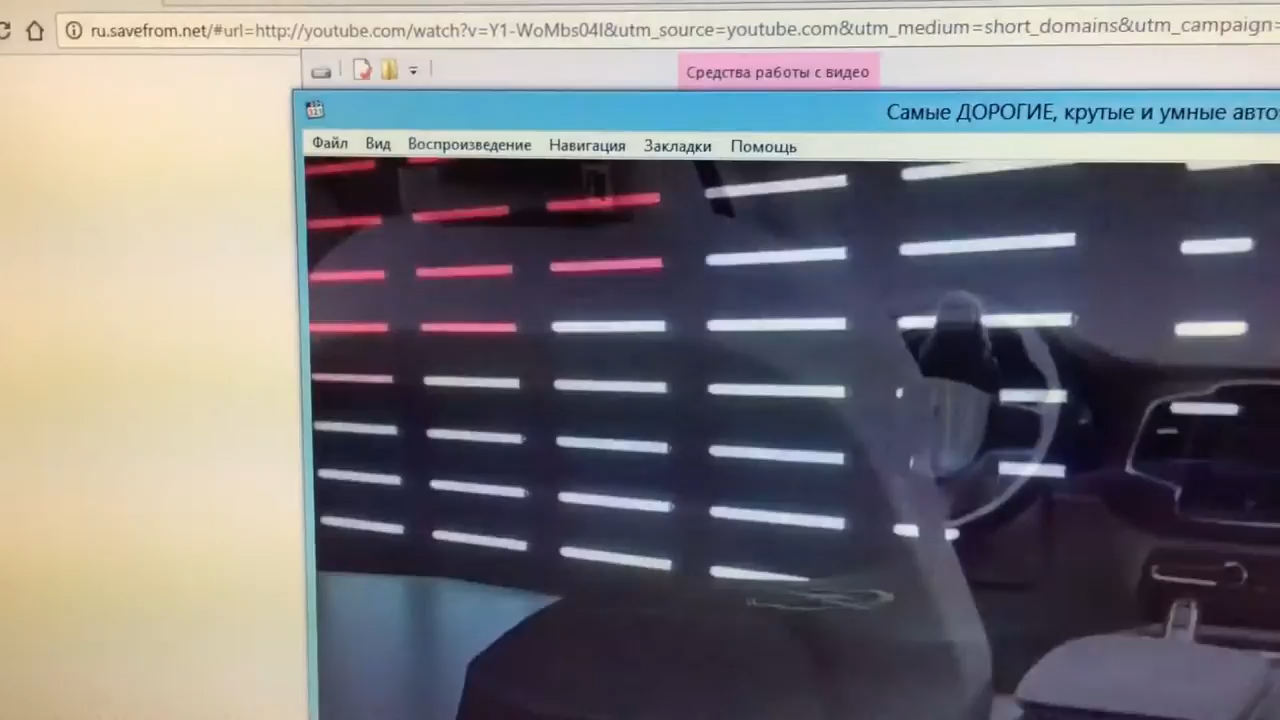 ru.savefrom.net/#url=http://youtube.com/watch?v=Y1-WoMbs04I&utm_source=youtube.com&utm_medium=short_domains&utm_campaign=
Средства работы с видео
Самые ДОРОГИЕ, крутые и умные авто
Файл Вид Воспроизведение Навигация Закладки Помощь